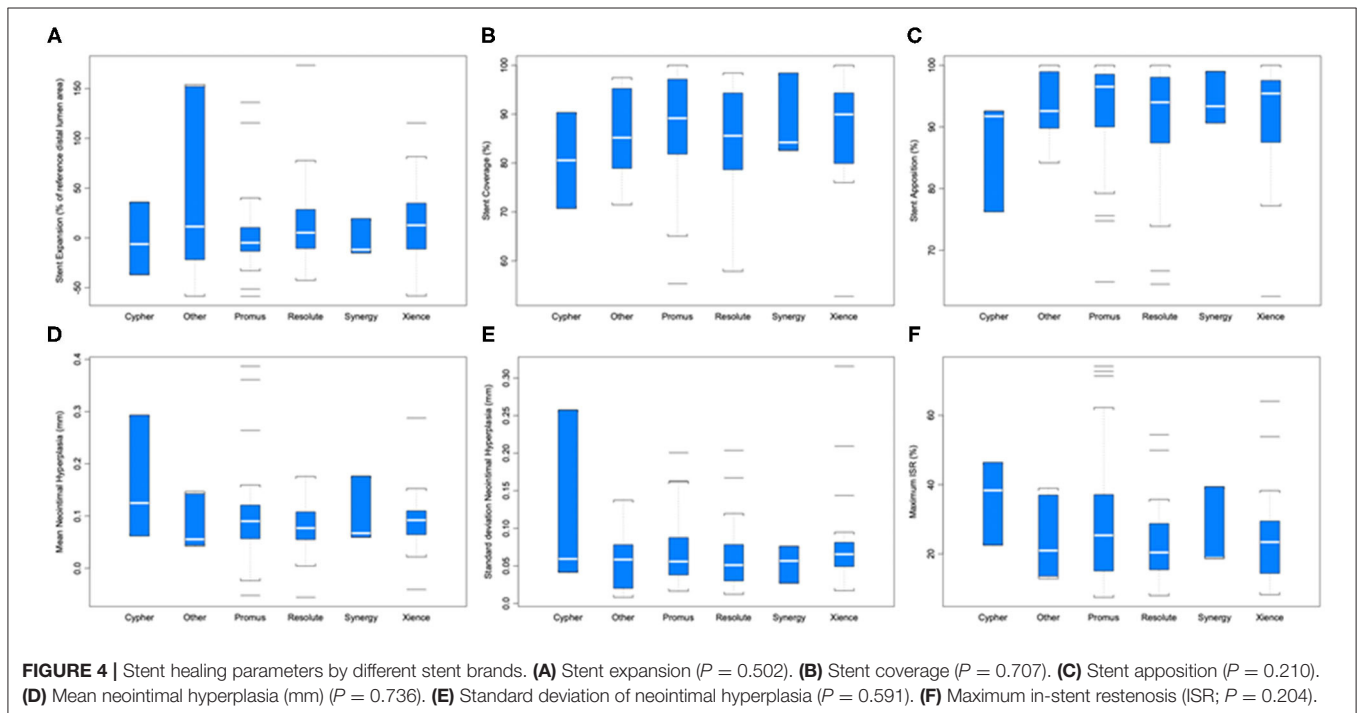 A
B
C
Stent Expansion (% of reference distal lumen area)
150
100
50
0
-50
Cypher Other Promus Resolute Synergy Xience
Stent Coverage (%)
100
90
80
70
60
Cypher Other Promus Resolute Synergy Xience
Stent Apposition (%)
100
90
80
70
Cypher Other Promus Resolute Synergy Xience
D
E
F
Mean Neointimal Hyperplasia (mm)
0.4
0.3
0.2
0.1
0.0
Cypher Other Promus Resolute Synergy Xience
Standard deviation Neointimal Hyperplasia (mm)
0.30
0.25
0.20
0.15
0.10
0.05
0.0
Cypher Other Promus Resolute Synergy Xience
Maximum ISR (%)
60
40
20
Cypher Other Promus Resolute Synergy Xience
FIGURE 4 | Stent healing parameters by different stent brands. (A) Stent expansion (P = 0.502). (B) Stent coverage (P = 0.707). (C) Stent apposition (P = 0.210).
(D) Mean neointimal hyperplasia (mm) (P = 0.736). (E) Standard deviation of neointimal hyperplasia (P = 0.591). (F) Maximum in-stent restenosis (ISR; P = 0.204).